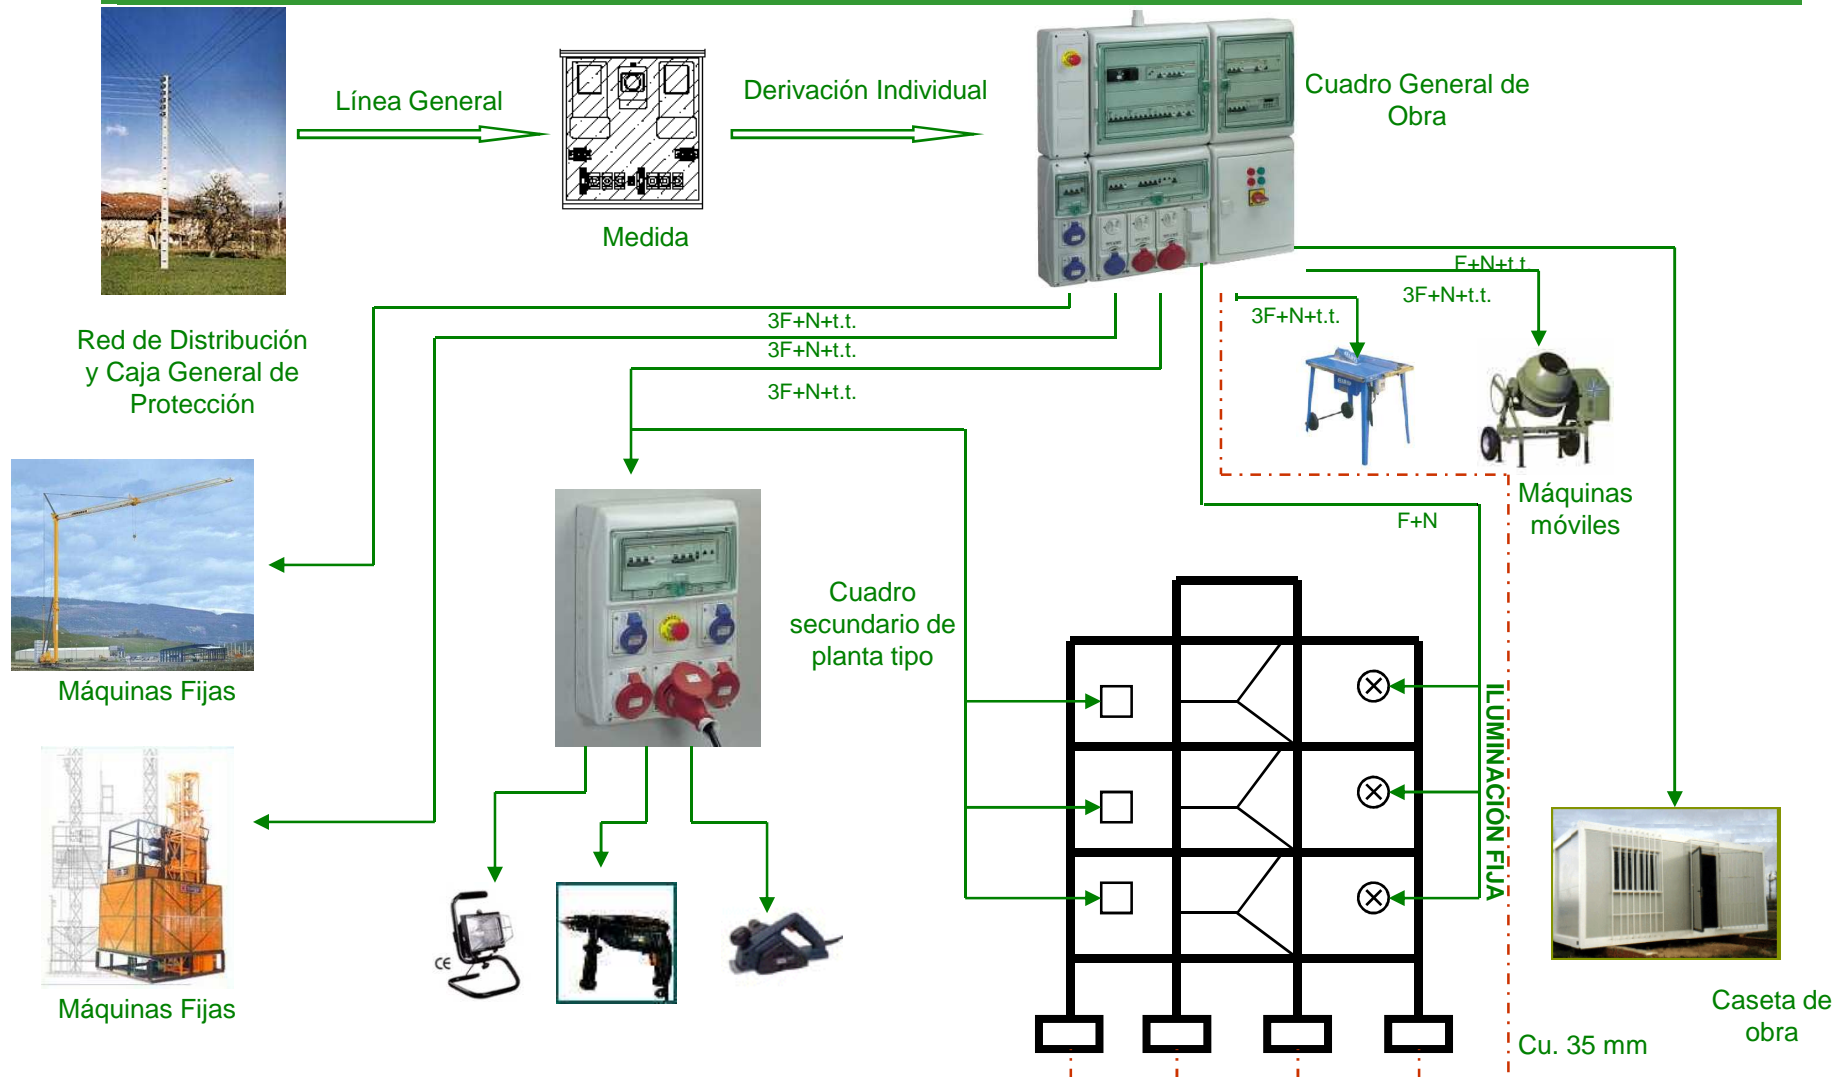 Línea General
Derivación Individual
Cuadro General de
Obra
Medida
Red de Distribución
y Caja General de
Protección
F+N+t.t.
3F+N+t.t.
3F+N+t.t.
3F+N+t.t.
3F+N+t.t.
3F+N+t.t.
Máquinas
móviles
F+N
Cuadro
secundario de
planta tipo
Máquinas Fijas
ILUMINACIÓN FIJA
CE
Máquinas Fijas
Caseta de
obra
Cu. 35 mm